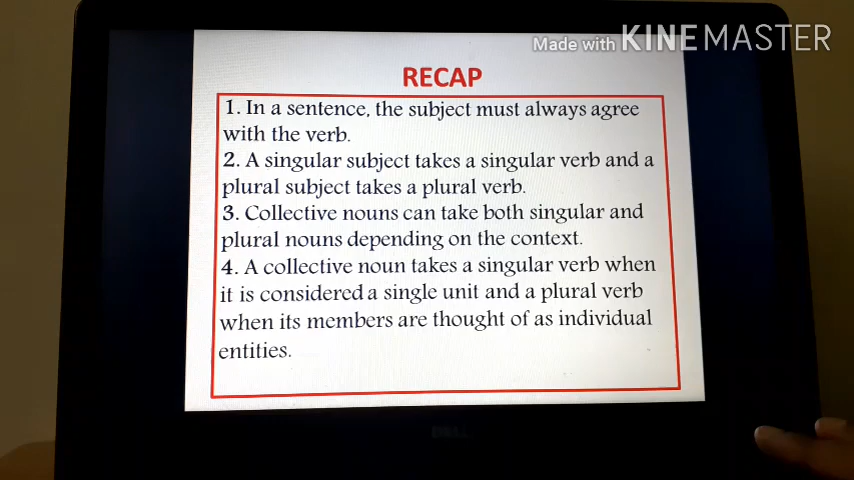 Made with KINEMASTER
RECAP
1. In a sentence, the subject must always agree
with the verb.
2. A singular subject takes a singular verb and a
plural subject takes a plural verb.
3. Collective nouns can take both singular and
plural nouns depending on the context.
4. A collective noun takes a singular verb when
it is considered a single unit and a plural verb
when its members are thought of as individual
entities.
DELL